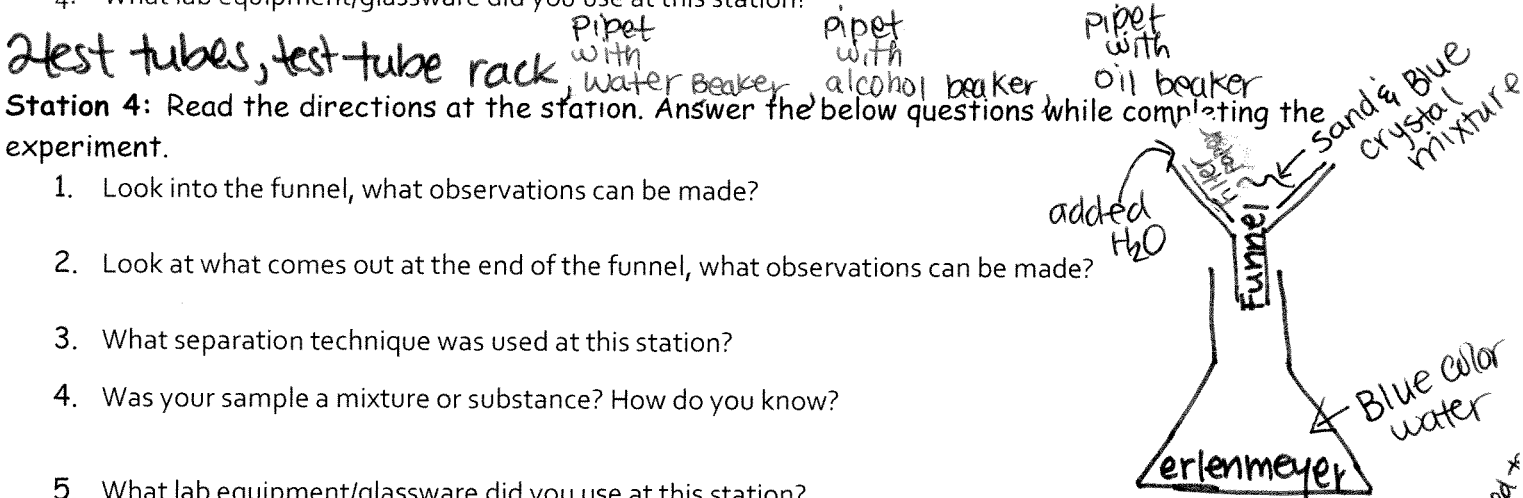 4. What lab equipment/glassware did you use at this station?
2test tubes, test tube rack, pipet with water Beaker, pipet with alcohol beaker, pipet with oil beaker
Station 4: Read the directions at the station. Answer the below questions while completing the
experiment.
sand & Blue
crystal
mixture
filter
paper
1. Look into the funnel, what observations can be made?
added
H2O
Funnel
2. Look at what comes out at the end of the funnel, what observations can be made?
3. What separation technique was used at this station?
4. Was your sample a mixture or substance? How do you know?
Blue color
water
erlenmeyer
5 What lab equipment/glassware did you use at this station?